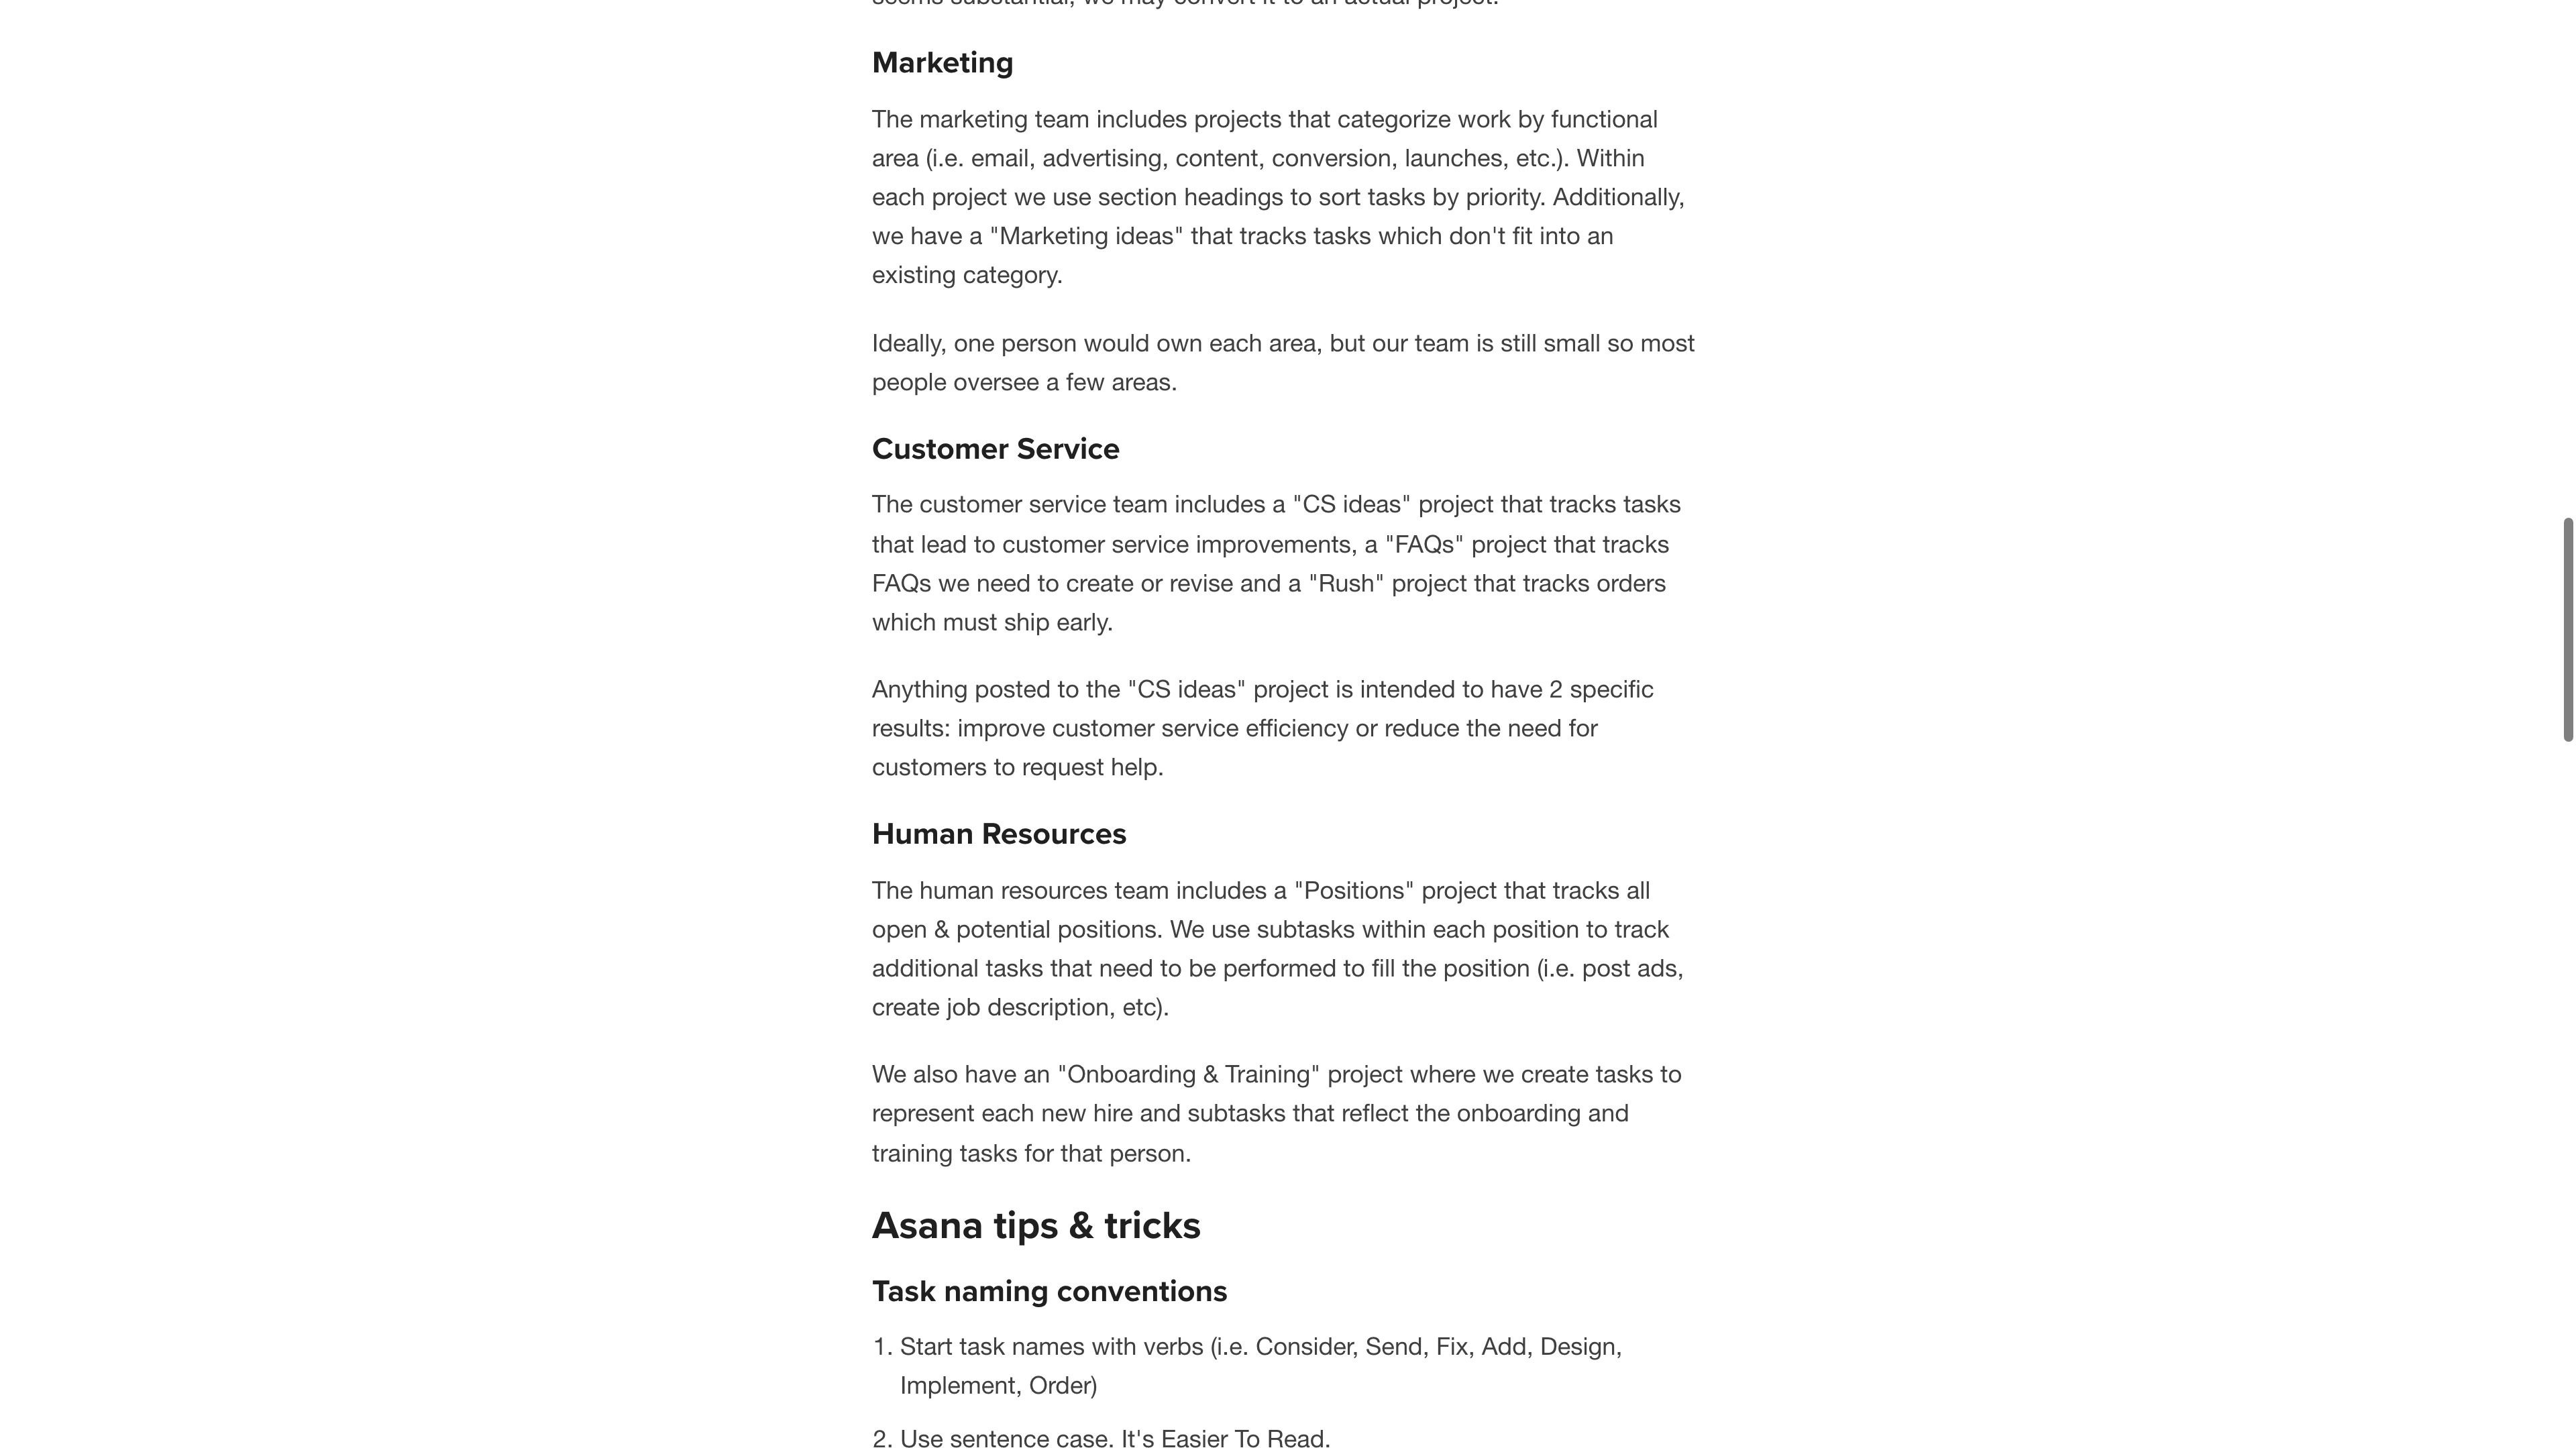 seems substantial, we may convert it to an actual project.
Marketing
The marketing team includes projects that categorize work by functional
area (i.e. email, advertising, content, conversion, launches, etc.). Within
each project we use section headings to sort tasks by priority. Additionally,
we have a "Marketing ideas" that tracks tasks which don't fit into an
existing category.
Ideally, one person would own each area, but our team is still small so most
people oversee a few areas.
Customer Service
The customer service team includes a "CS ideas" project that tracks tasks
that lead to customer service improvements, a "FAQs" project that tracks
FAQs we need to create or revise and a "Rush" project that tracks orders
which must ship early.
Anything posted to the "CS ideas" project is intended to have 2 specific
results: improve customer service efficiency or reduce the need for
customers to request help.
Human Resources
The human resources team includes a "Positions" project that tracks all
open & potential positions. We use subtasks within each position to track
additional tasks that need to be performed to fill the position (i.e. post ads,
create job description, etc).
We also have an "Onboarding & Training" project where we create tasks to
represent each new hire and subtasks that reflect the onboarding and
training tasks for that person.
Asana tips & tricks
Task naming conventions
1. Start task names with verbs (i.e. Consider, Send, Fix, Add, Design,
Implement, Order)
2. Use sentence case. It's Easier To Read.